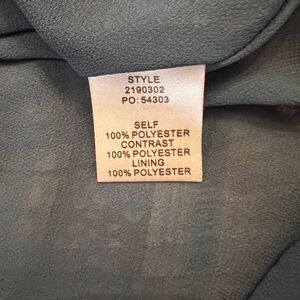 STYLE
2190302
PO: 54303
SELF
100% POLYESTER
CONTRAST
100% POLYESTER
LINING
100% POLYESTER